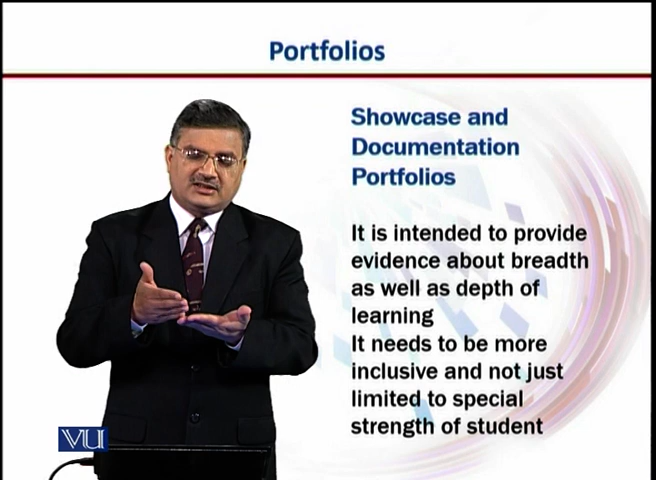 Portfolios
Showcase and
Documentation
Portfolios
It is intended to provide
evidence about breadth
as well as depth of
learning
It needs to be more
inclusive and not just
limited to special
strength of student
VU